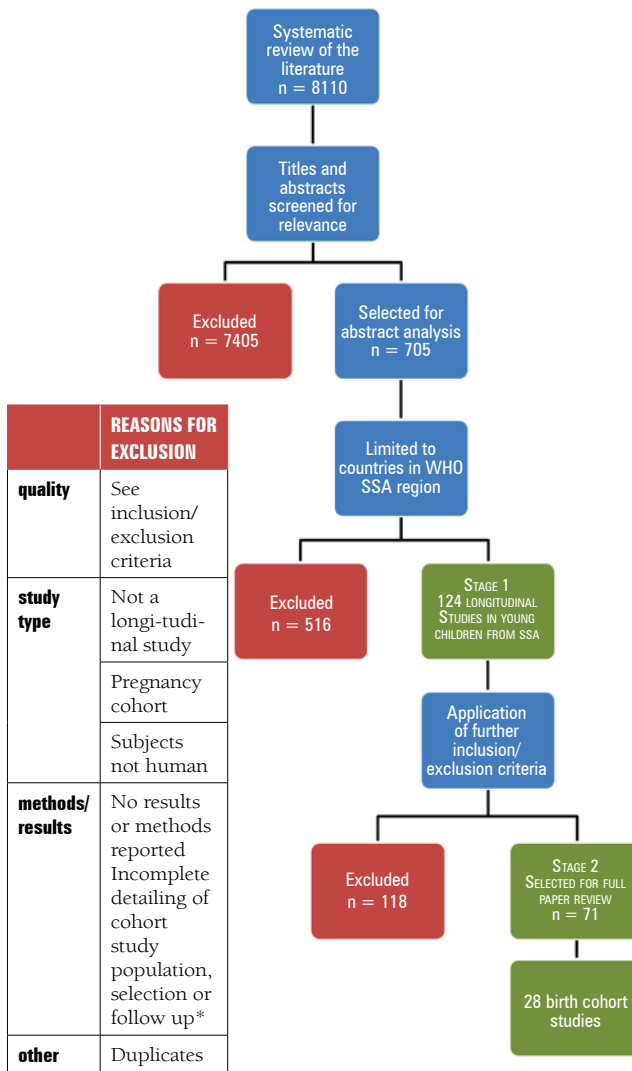 Systematic
review of the
literature
n = 8110
Titles and
abstracts
screened for
relevance
Excluded
n = 7405
Selected for
abstract analysis
n = 705
Limited to
countries in WHO
SSA region
Excluded
n = 516
STAGE 1
124 LONGITUDINAL
STUDIES IN YOUNG
CHILDREN FROM SSA
Application
of further
inclusion/
exclusion criteria
Excluded
n = 118
STAGE 2
SELECTED FOR FULL
PAPER REVIEW
n = 71
28 birth cohort
studies
REASONS FOR
EXCLUSION
quality
See
inclusion/
exclusion
criteria
study
type
Not a
longi-tudi-
nal study
Pregnancy
cohort
Subjects
not human
methods/
results
No results
or methods
reported
Incomplete
detailing of
cohort
study
population,
selection or
follow up*
other
Duplicates